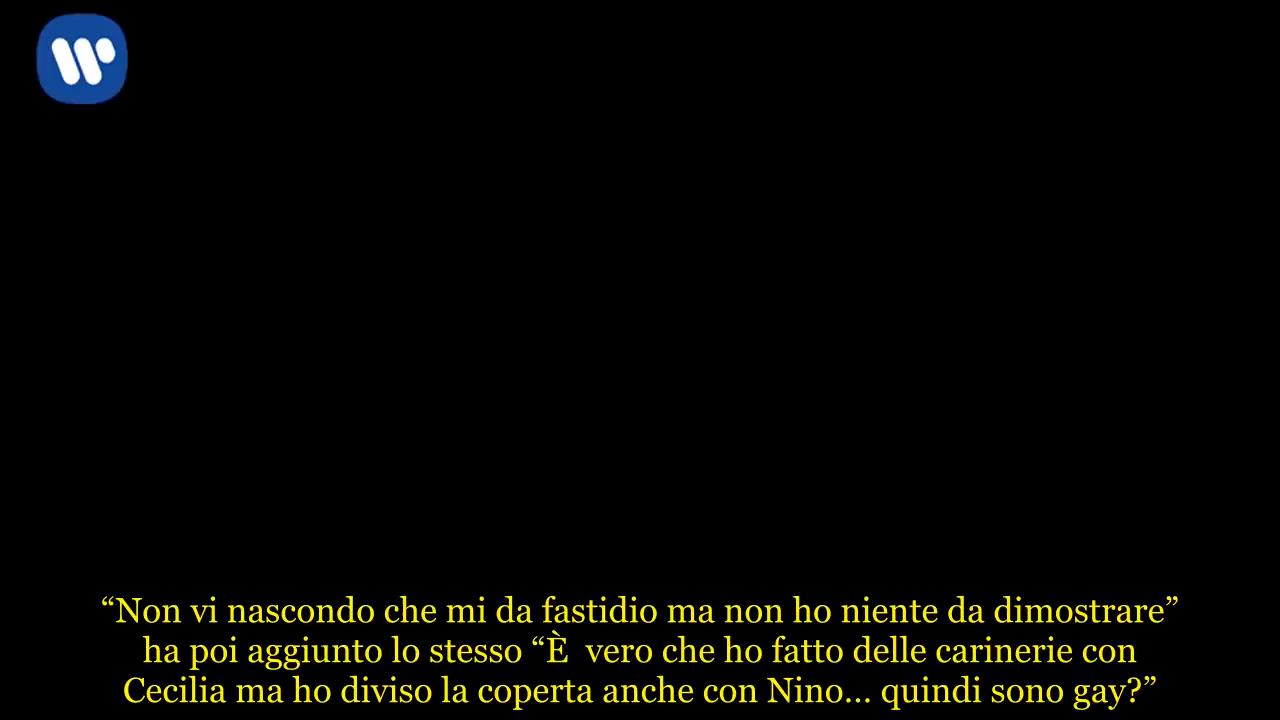 “Non vi nascondo che mi da fastidio ma non ho niente da dimostrare”
ha poi aggiunto lo stesso “È  vero che ho fatto delle carinerie con
Cecilia ma ho diviso la coperta anche con Nino... quindi sono gay?”